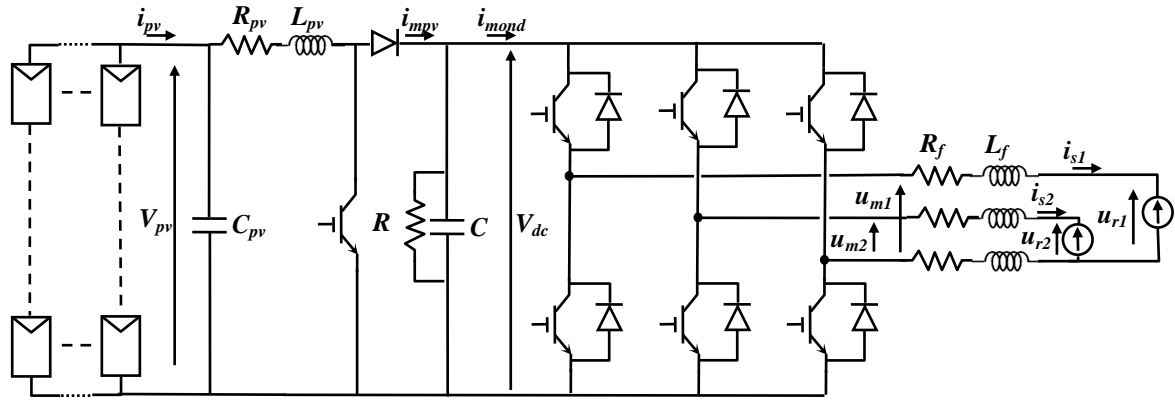 i_pv
R_pv
L_pv
i_mpv
i_mond
V_pv
C_pv
R
C
V_dc
R_f
L_f
i_s1
u_m1
i_s2
u_r1
u_m2
u_r2